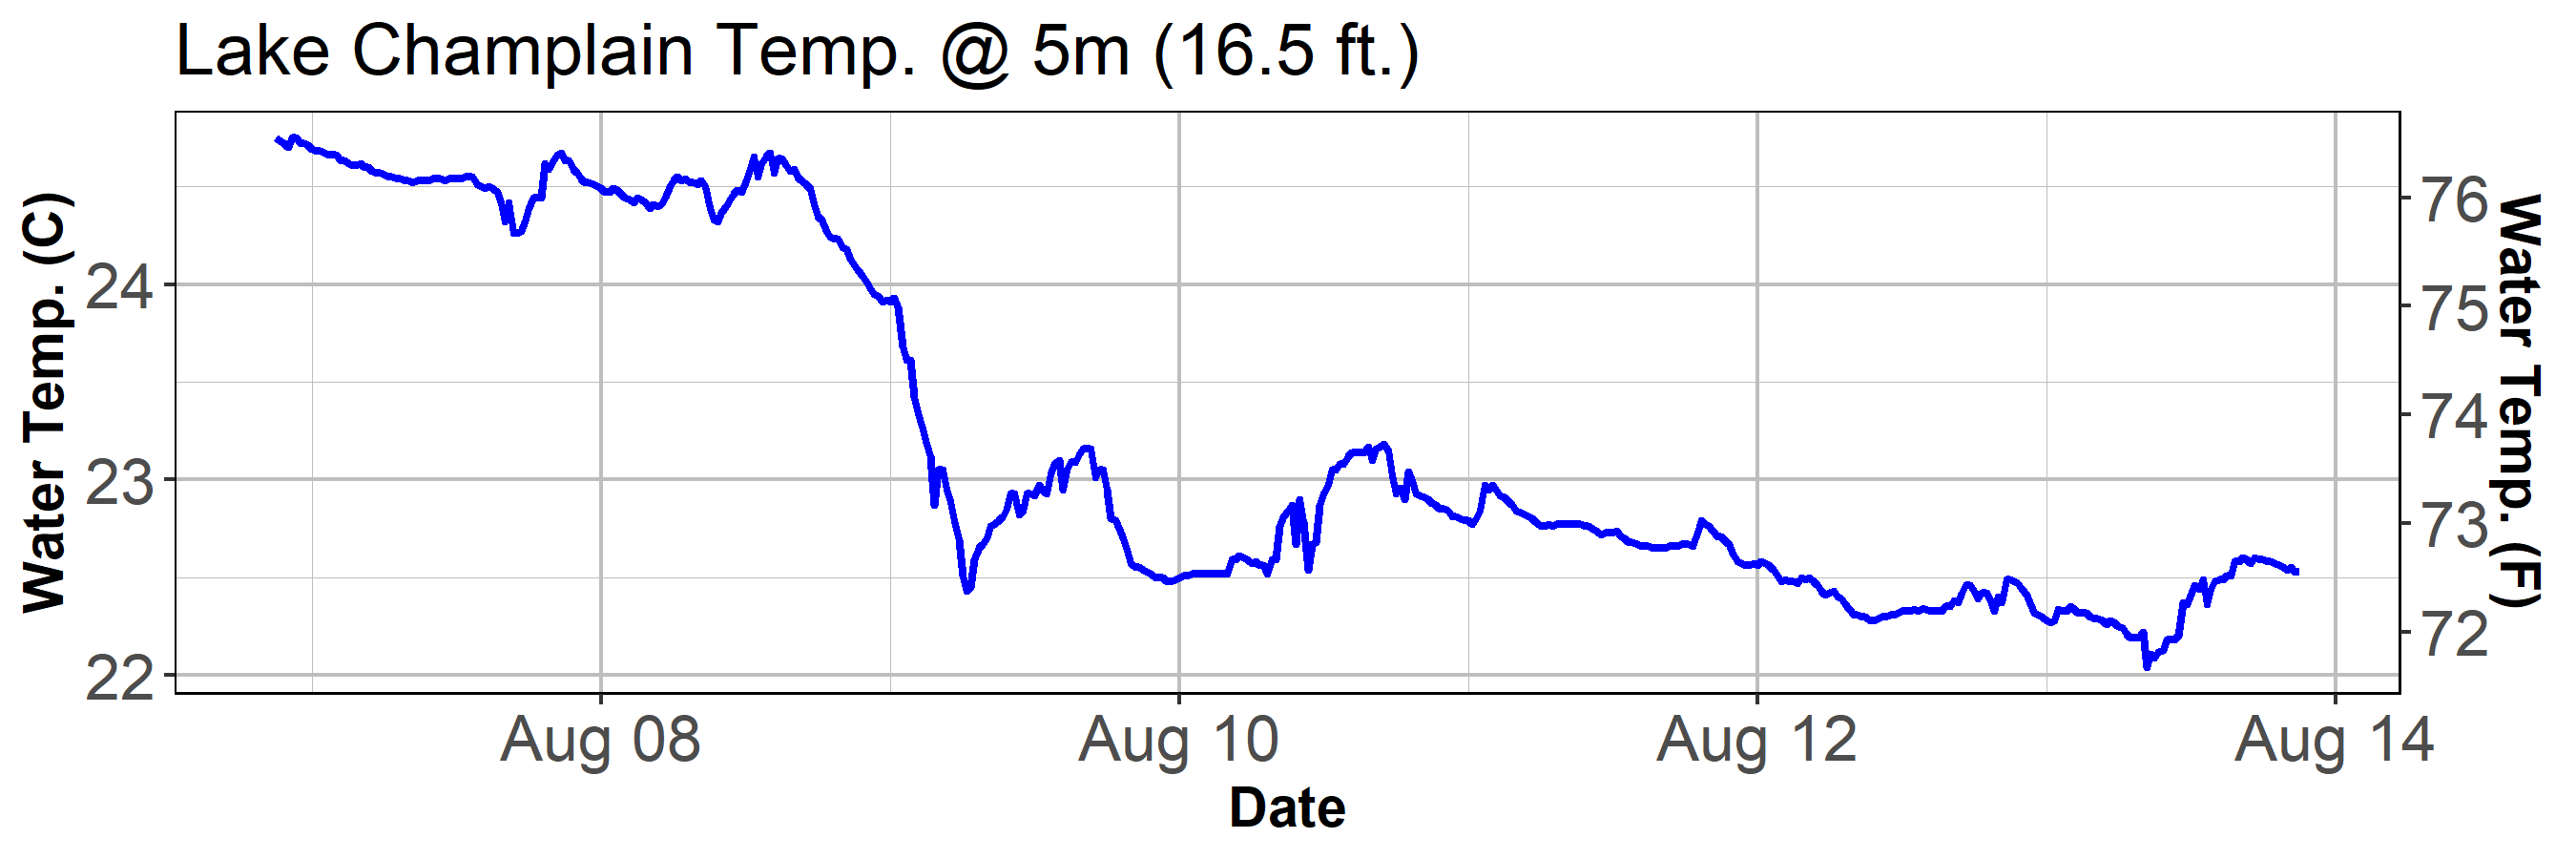 Lake Champlain Temp. @ 5m (16.5 ft.)
Water Temp. (C)
24
23
22
76
75
74
73
72
Water Temp. (F)
Aug 08
Aug 10
Aug 12
Aug 14
Date